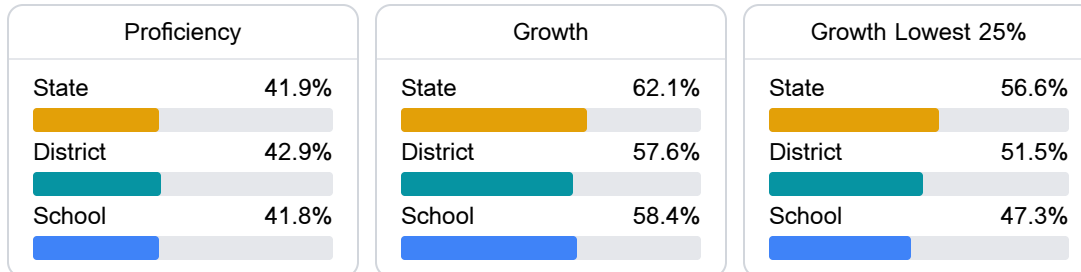 Proficiency
State 41.9%
District 42.9%
School 41.8%
Growth
State 62.1%
District 57.6%
School 58.4%
Growth Lowest 25%
State 56.6%
District 51.5%
School 47.3%